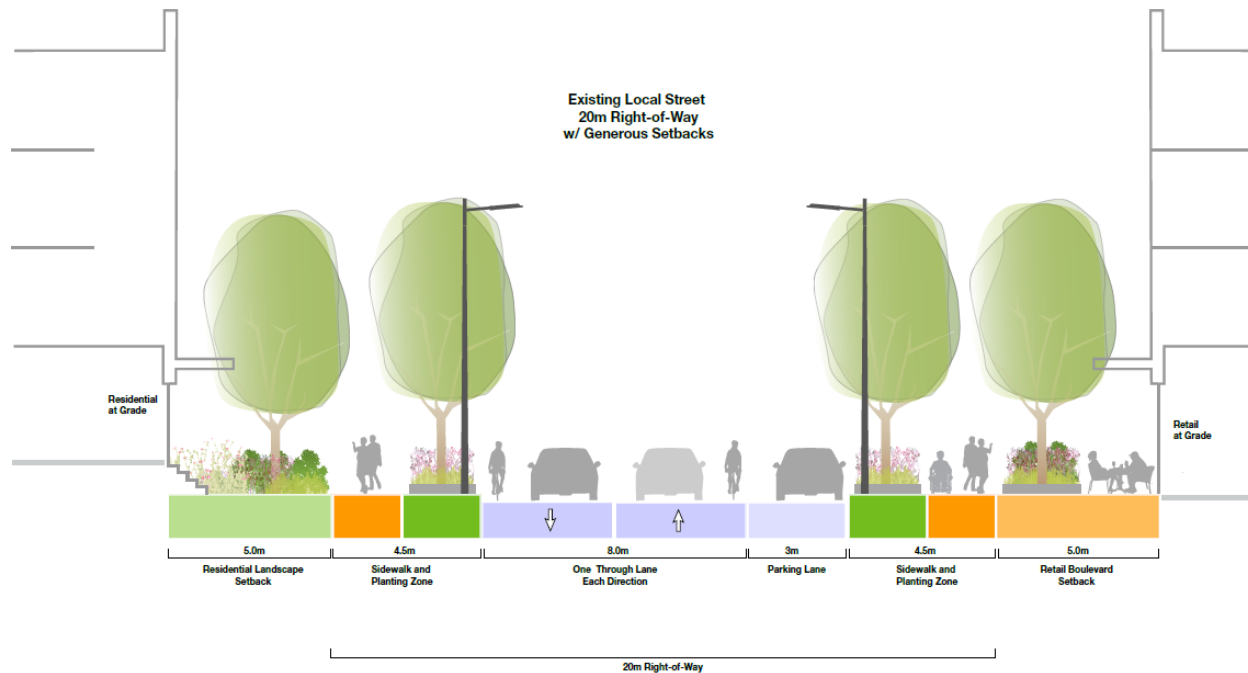 Existing Local Street
20m Right-of-Way
w/ Generous Setbacks
Residential
at Grade
Retail
at Grade
5.0m
Residential Landscape
Setback
4.5m
Sidewalk and
Planting Zone
8.0m
One Through Lane
Each Direction
3m
Parking Lane
4.5m
Sidewalk and
Planting Zone
5.0m
Retail Boulevard
Setback
20m Right-of-Way